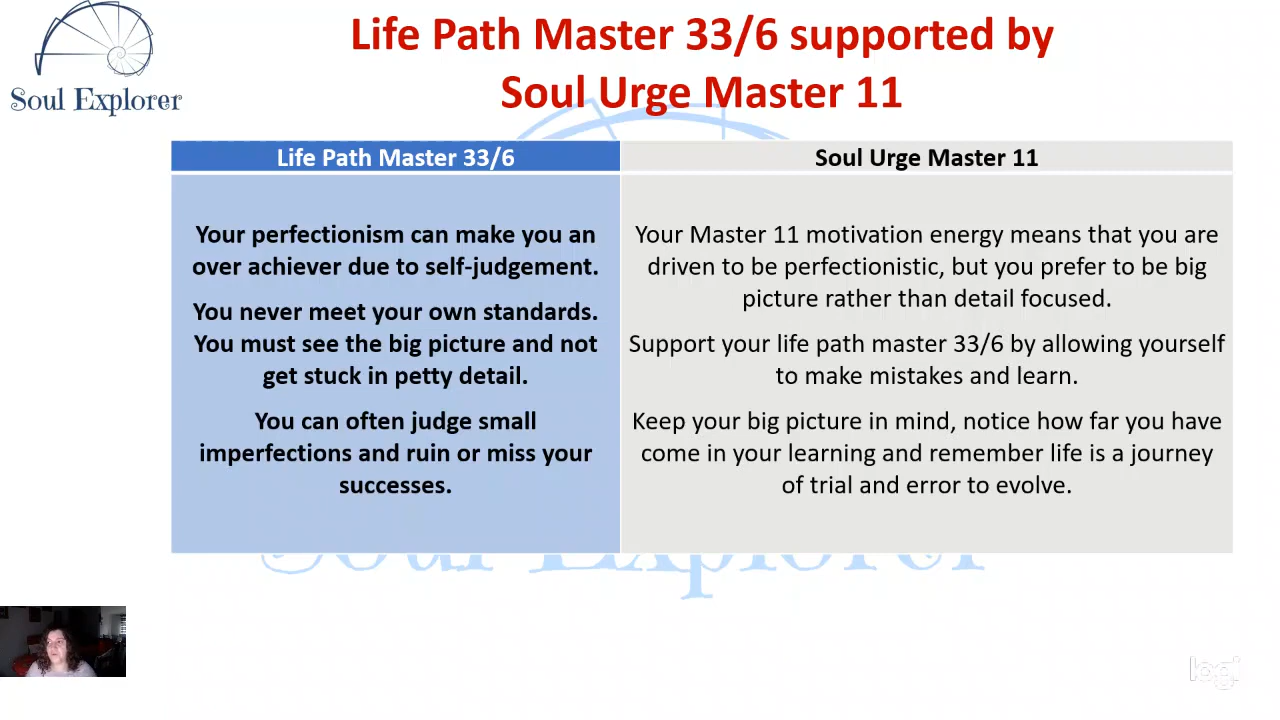 Life Path Master 33/6 supported by
Soul Urge Master 11
Soul Explorer
Life Path Master 33/6
Soul Urge Master 11
Your perfectionism can make you an
over achiever due to self-judgement.
You never meet your own standards.
You must see the big picture and not
get stuck in petty detail.
You can often judge small
imperfections and ruin or miss your
successes.
Your Master 11 motivation energy means that you are
driven to be perfectionistic, but you prefer to be big
picture rather than detail focused.
Support your life path master 33/6 by allowing yourself
to make mistakes and learn.
Keep your big picture in mind, notice how far you have
come in your learning and remember life is a journey
of trial and error to evolve.
Soul Explorer
logi